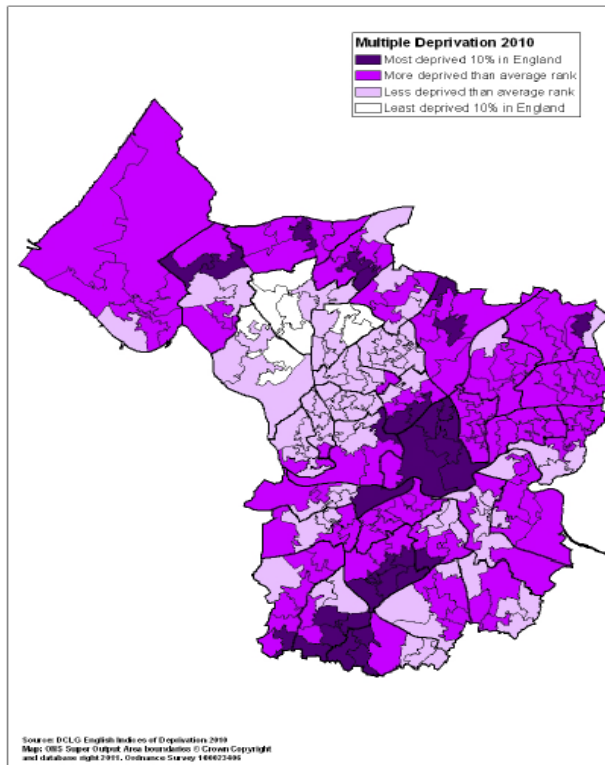 Multiple Deprivation 2010
Most deprived 10% in England
More deprived than average rank
Less deprived than average rank
Least deprived 10% in England
Source: DCLG English Indices of Deprivation 2010
Map: ONS Super Output Area boundaries © Crown Copyright
and database right 2011. Ordnance Survey 100023406